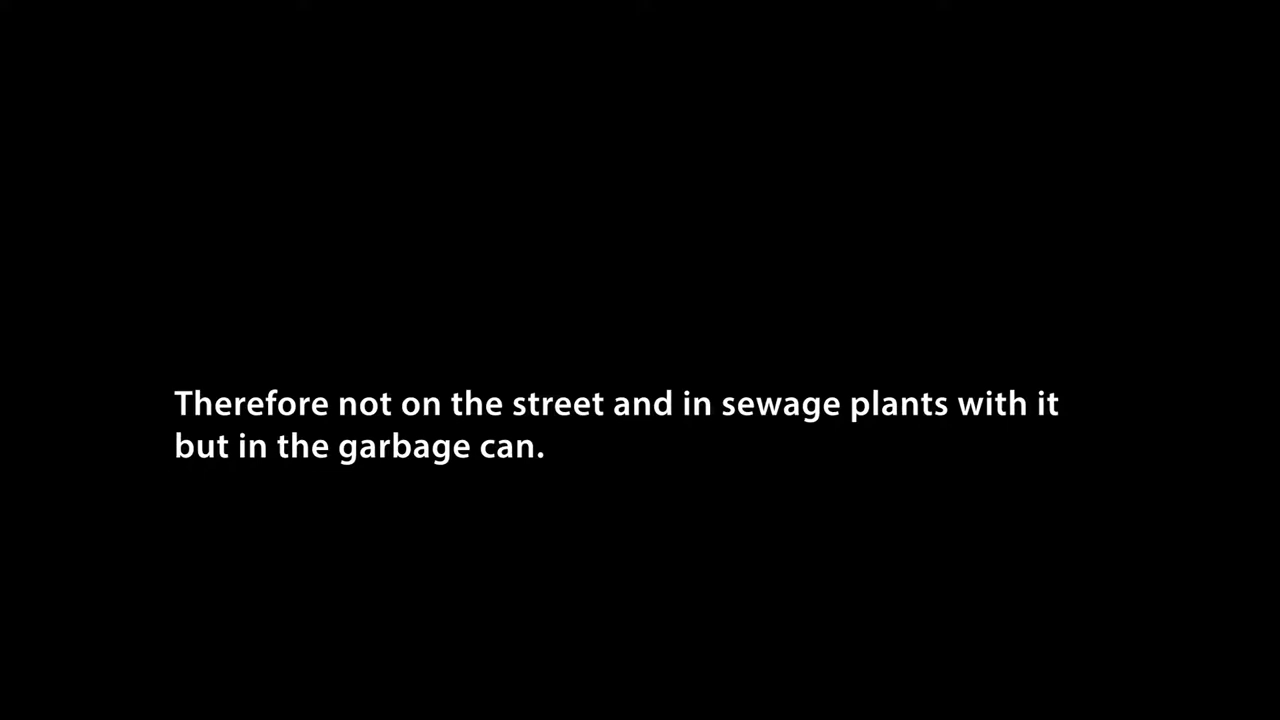 Therefore not on the street and in sewage plants with it
but in the garbage can.